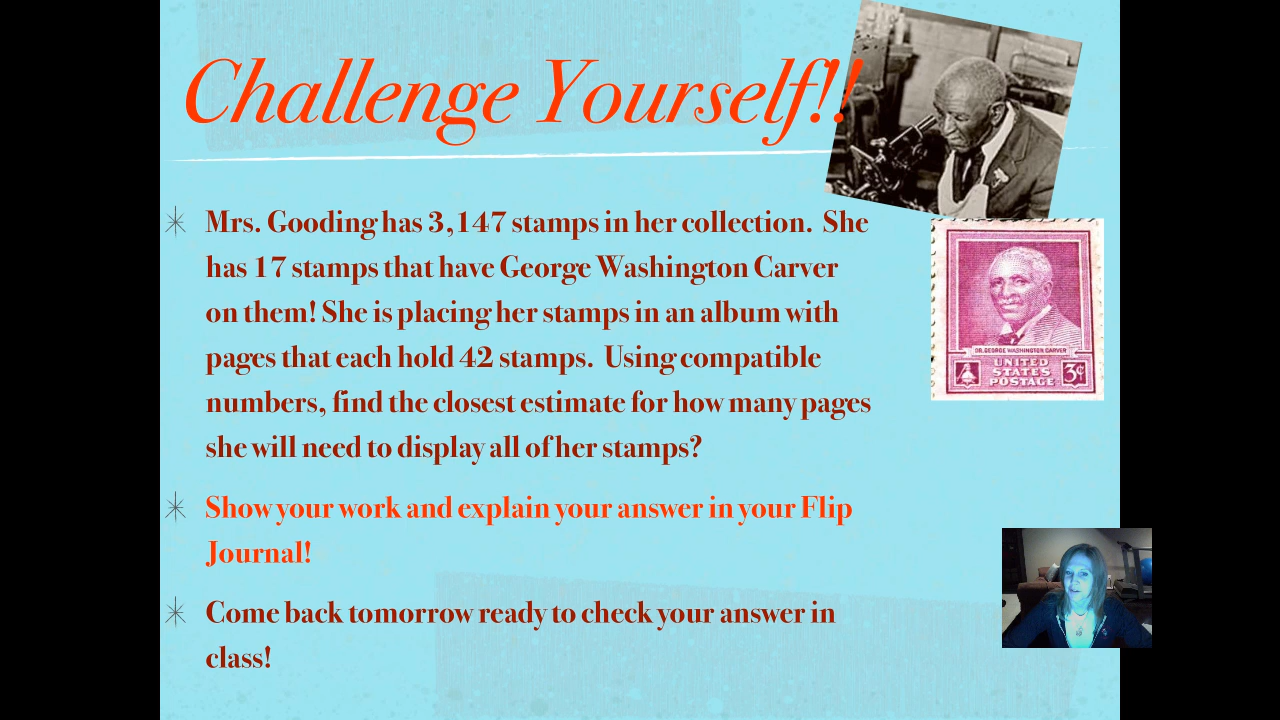 Challenge Yourself!!
Mrs. Gooding has 3,147 stamps in her collection. She
has 17 stamps that have George Washington Carver
on them! She is placing her stamps in an album with
pages that each hold 42 stamps. Using compatible
numbers, find the closest estimate for how many pages
she will need to display all of her stamps?
Show your work and explain your answer in your Flip
Journal!
Come back tomorrow ready to check your answer in
class!
DR. GEORGE WASHINGTON CARVER
UNITED
STATES
POSTAGE
3¢